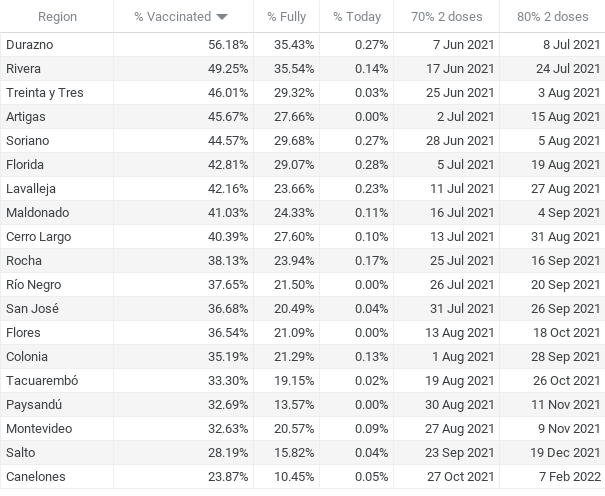 Region % Vaccinated % Fully % Today 70% 2 doses 80% 2 doses
Durazno 56.18% 35.43% 0.27% 7 Jun 2021 8 Jul 2021
Rivera 49.25% 35.54% 0.14% 17 Jun 2021 24 Jul 2021
Treinta y Tres 46.01% 29.32% 0.03% 25 Jun 2021 3 Aug 2021
Artigas 45.67% 27.66% 0.00% 2 Jul 2021 15 Aug 2021
Soriano 44.57% 29.68% 0.27% 28 Jun 2021 5 Aug 2021
Florida 42.81% 29.07% 0.28% 5 Jul 2021 19 Aug 2021
Lavalleja 42.16% 23.66% 0.23% 11 Jul 2021 27 Aug 2021
Maldonado 41.03% 24.33% 0.11% 16 Jul 2021 4 Sep 2021
Cerro Largo 40.39% 27.60% 0.10% 13 Jul 2021 31 Aug 2021
Rocha 38.13% 23.94% 0.17% 25 Jul 2021 16 Sep 2021
Río Negro 37.65% 21.50% 0.00% 26 Jul 2021 20 Sep 2021
San José 36.68% 20.49% 0.04% 31 Jul 2021 26 Sep 2021
Flores 36.54% 21.09% 0.00% 13 Aug 2021 18 Oct 2021
Colonia 35.19% 21.29% 0.13% 1 Aug 2021 28 Sep 2021
Tacuarembó 33.30% 19.15% 0.02% 19 Aug 2021 26 Oct 2021
Paysandú 32.69% 13.57% 0.00% 30 Aug 2021 11 Nov 2021
Montevideo 32.63% 20.57% 0.09% 27 Aug 2021 9 Nov 2021
Salto 28.19% 15.82% 0.04% 23 Sep 2021 19 Dec 2021
Canelones 23.87% 10.45% 0.05% 27 Oct 2021 7 Feb 2022